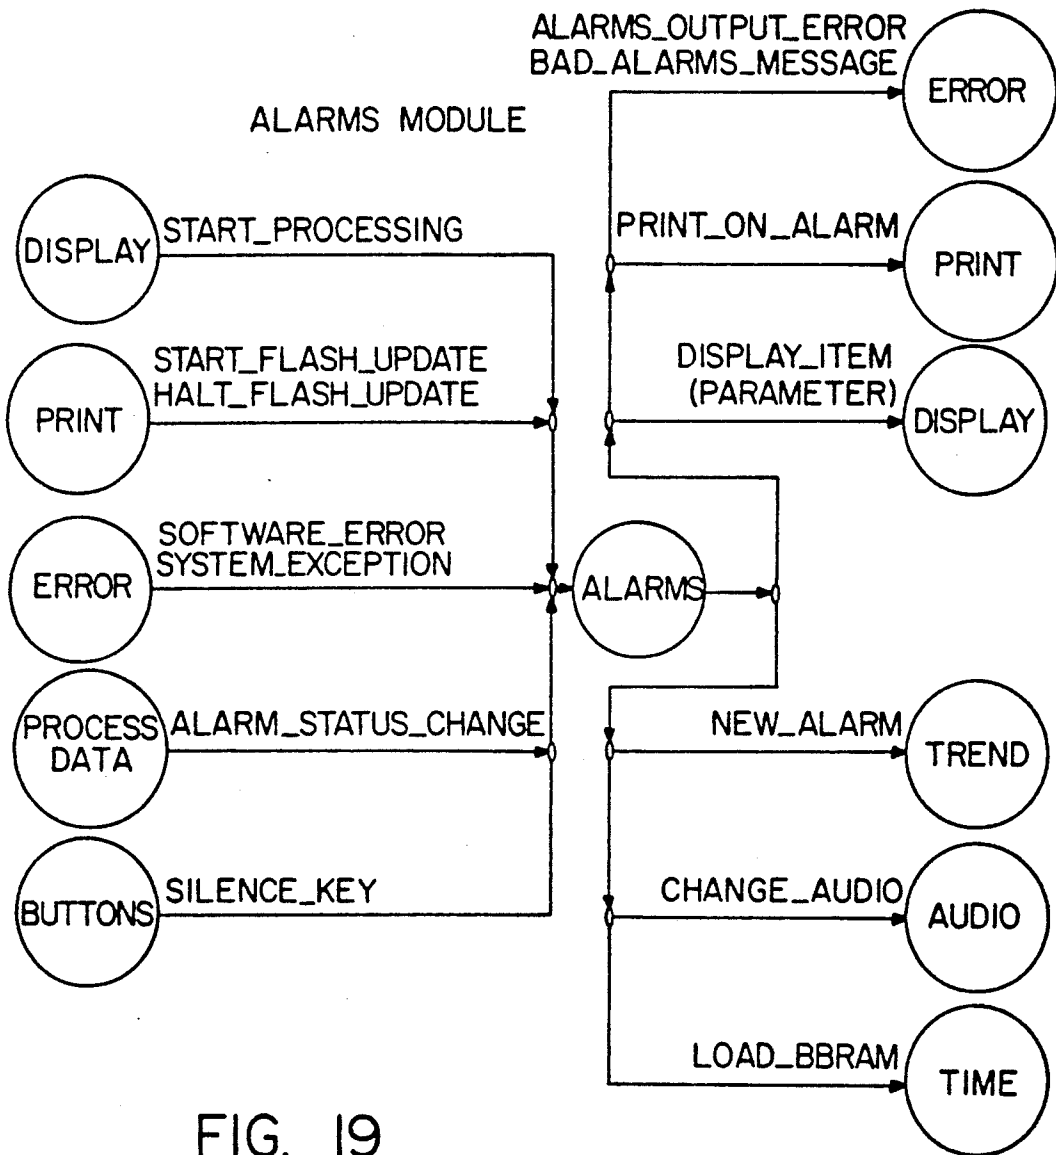 ALARMS MODULE
DISPLAY
START_PROCESSING
PRINT
START_FLASH_UPDATE
HALT_FLASH_UPDATE
ERROR
SOFTWARE_ERROR
SYSTEM_EXCEPTION
PROCESS
DATA
ALARM_STATUS_CHANGE
BUTTONS
SILENCE_KEY
ALARMS
ALARMS_OUTPUT_ERROR
BAD_ALARMS_MESSAGE
ERROR
PRINT_ON_ALARM
PRINT
DISPLAY_ITEM
(PARAMETER)
DISPLAY
NEW_ALARM
TREND
CHANGE_AUDIO
AUDIO
LOAD_BBRAM
TIME
FIG. 19